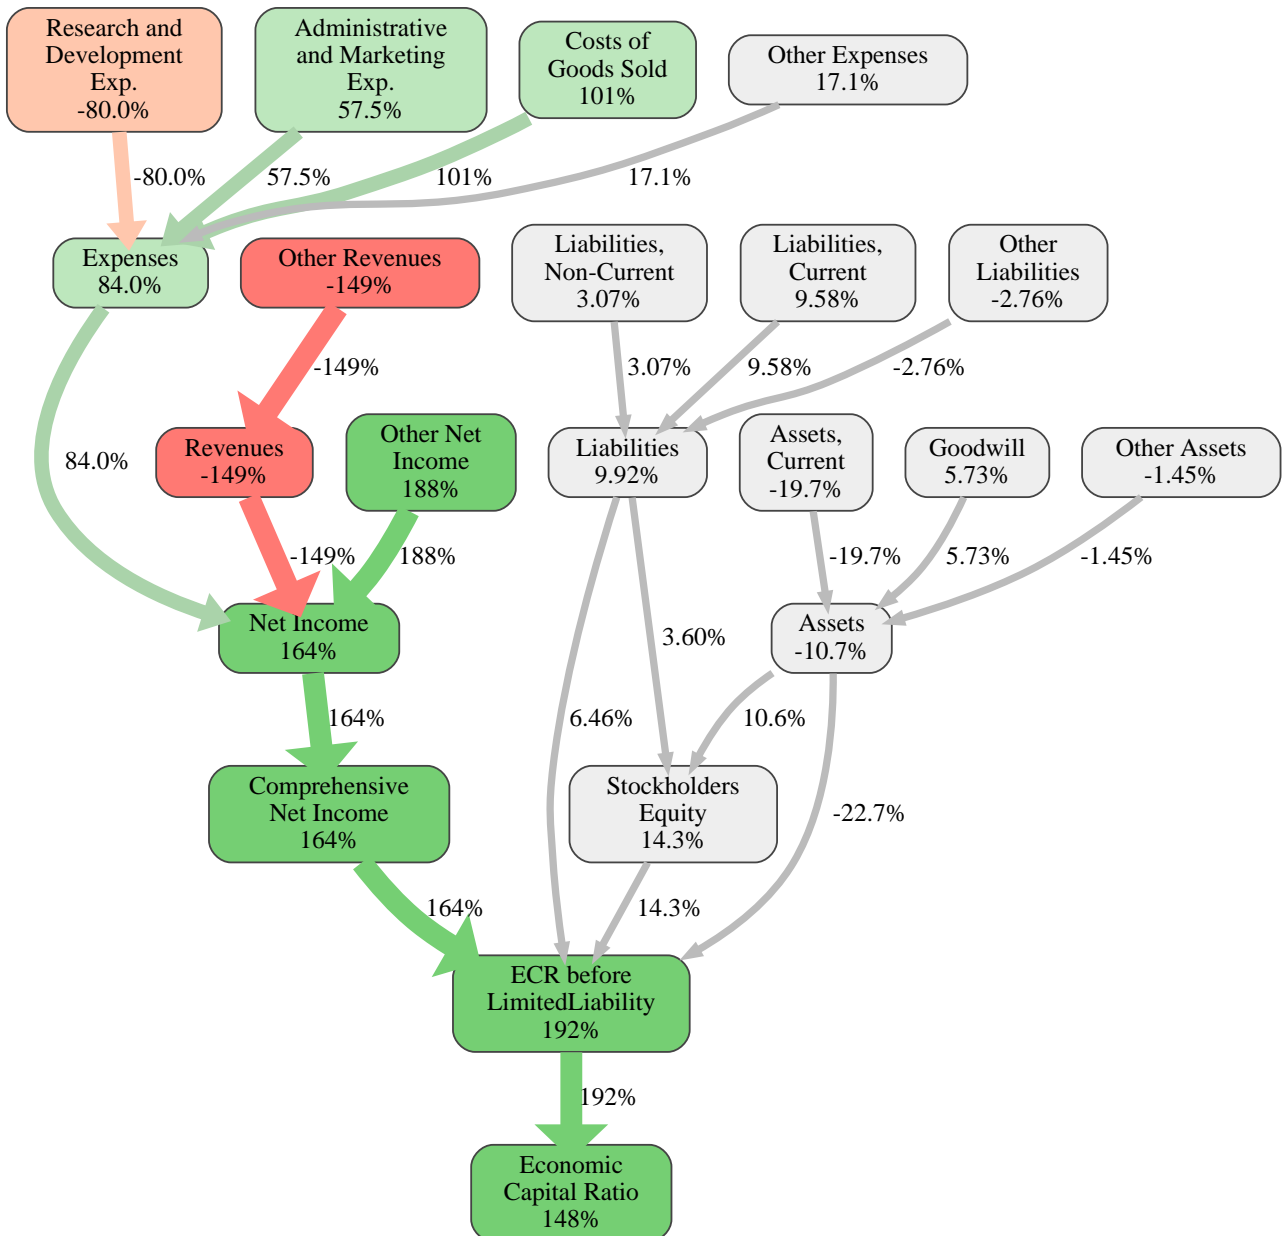 Research and
Development
Exp.
-80.0%
Administrative
and Marketing
Exp.
57.5%
Costs of
Goods Sold
101%
Other Expenses
17.1%
-80.0%
57.5%
101%
17.1%
Expenses
84.0%
Other Revenues
-149%
Liabilities,
Non-Current
3.07%
Liabilities,
Current
9.58%
Other
Liabilities
-2.76%
-149%
3.07%
9.58%
-2.76%
84.0%
Revenues
-149%
Other Net
Income
188%
Liabilities
9.92%
Assets,
Current
-19.7%
Goodwill
5.73%
Other Assets
-1.45%
-149%
188%
-19.7%
5.73%
-1.45%
Net Income
164%
3.60%
Assets
-10.7%
164%
6.46%
10.6%
Comprehensive
Net Income
164%
Stockholders
Equity
14.3%
-22.7%
164%
14.3%
ECR before
LimitedLiability
192%
192%
Economic
Capital Ratio
148%